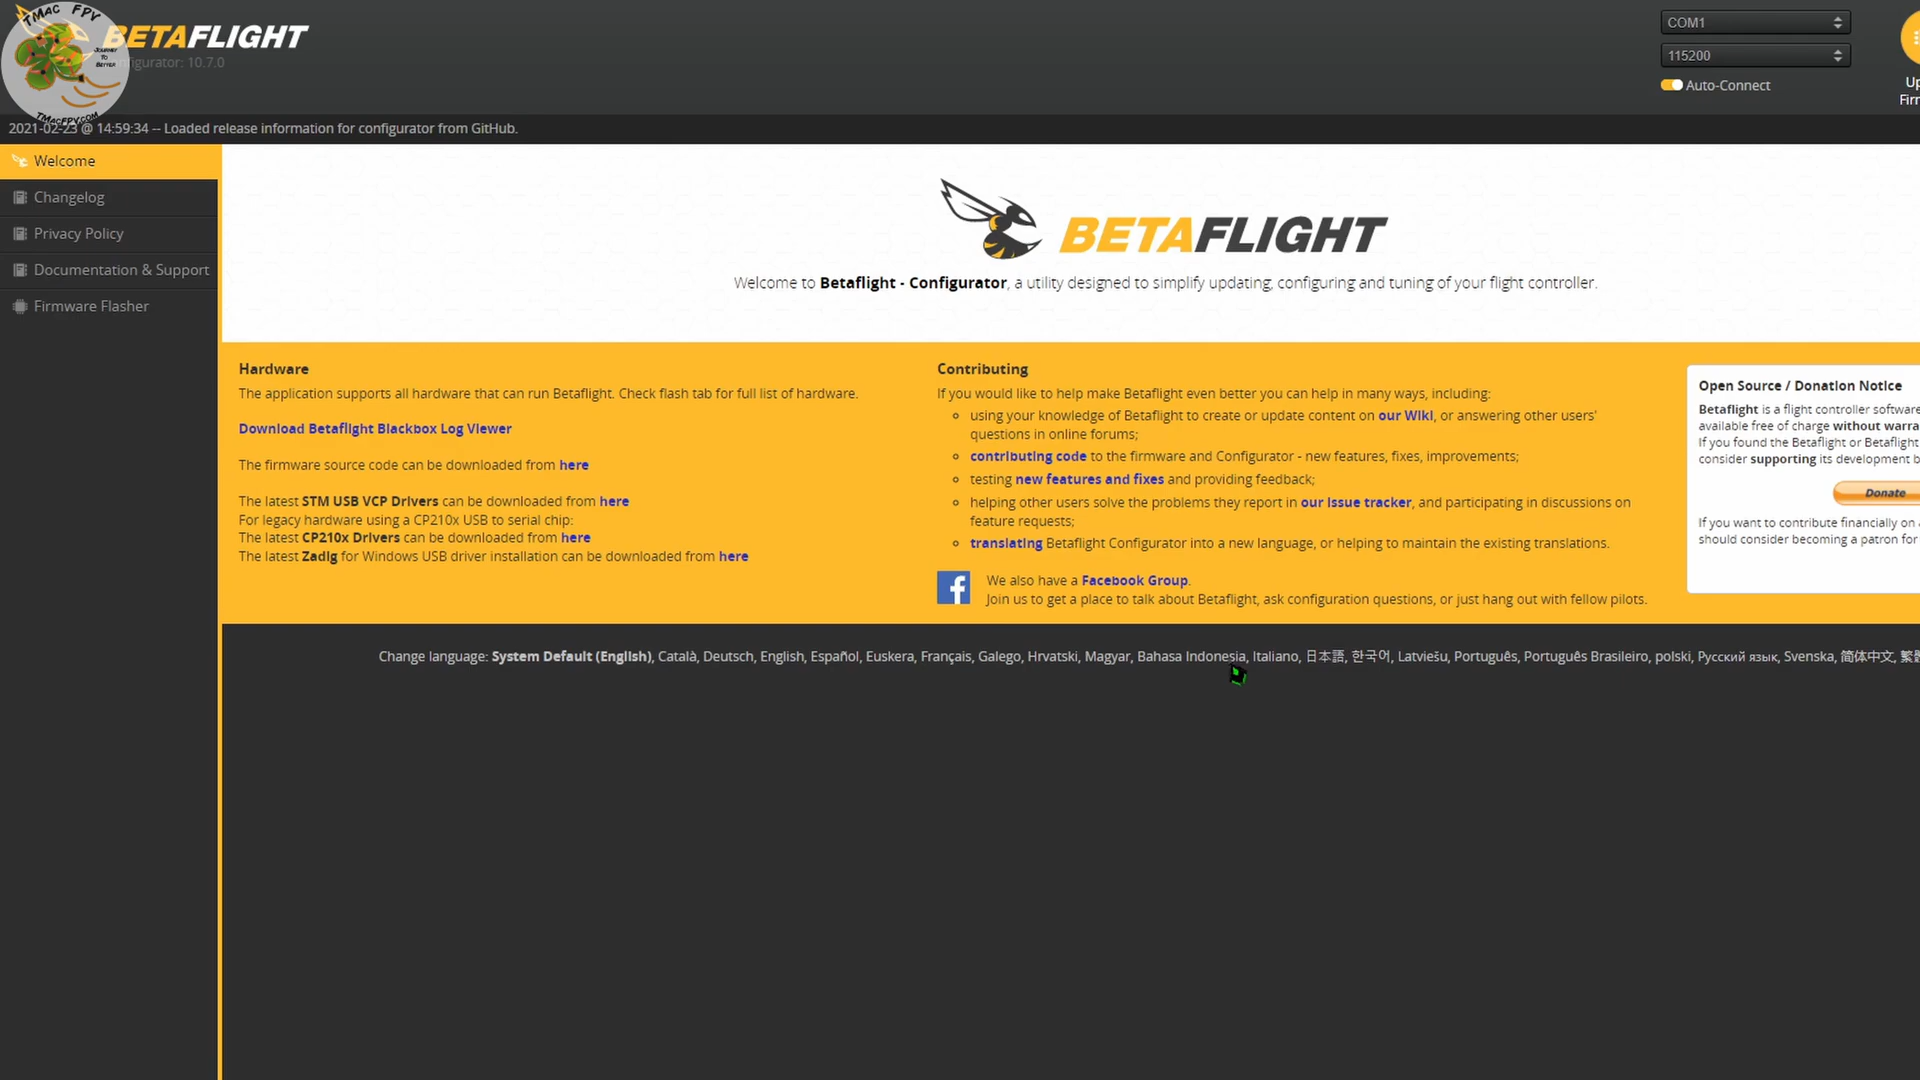 TMAC FPV
JOURNEY
TO
BETTER
TMACFPV.COM
BETAFLIGHT
figurator: 10.7.0
COM1
115200
Auto-Connect
Up
Firm
2021-02-23 @ 14:59:34 -- Loaded release information for configurator from GitHub.
Welcome
Changelog
Privacy Policy
Documentation & Support
Firmware Flasher
BETAFLIGHT
Welcome to Betaflight - Configurator, a utility designed to simplify updating, configuring and tuning of your flight controller.
Hardware
The application supports all hardware that can run Betaflight. Check flash tab for full list of hardware.
Download Betaflight Blackbox Log Viewer
The firmware source code can be downloaded from here
The latest STM USB VCP Drivers can be downloaded from here
For legacy hardware using a CP210x USB to serial chip:
The latest CP210x Drivers can be downloaded from here
The latest Zadig for Windows USB driver installation can be downloaded from here
Contributing
If you would like to help make Betaflight even better you can help in many ways, including:
using your knowledge of Betaflight to create or update content on our Wiki, or answering other users'
questions in online forums;
contributing code to the firmware and Configurator - new features, fixes, improvements;
testing new features and fixes and providing feedback;
helping other users solve the problems they report in our issue tracker, and participating in discussions on
feature requests;
translating Betaflight Configurator into a new language, or helping to maintain the existing translations.
We also have a Facebook Group.
Join us to get a place to talk about Betaflight, ask configuration questions, or just hang out with fellow pilots.
Open Source / Donation Notice
Betaflight is a flight controller software
available free of charge without warra
If you found the Betaflight or Betaflight
consider supporting its development b
Donate
If you want to contribute financially on a
should consider becoming a patron for
Change language: System Default (English), Català, Deutsch, English, Español, Euskera, Français, Galego, Hrvatski, Magyar, Bahasa Indonesia, Italiano, 日本語, 한국어, Latviešu, Português, Português Brasileiro, polski, Русский язык, Svenska, 简体中文, 繁體